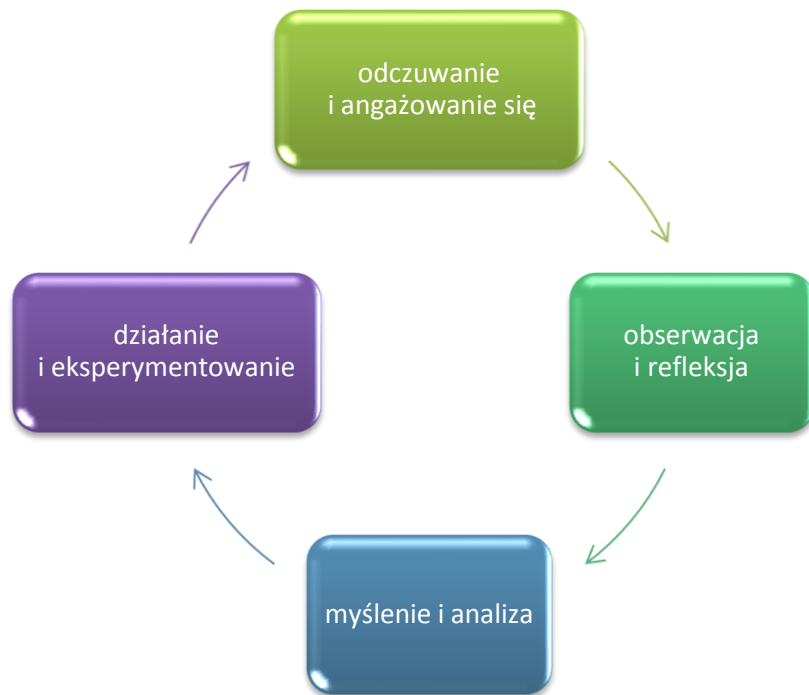 odczuwanie
i angażowanie się
obserwacja
i refleksja
myślenie i analiza
działanie
i eksperymentowanie